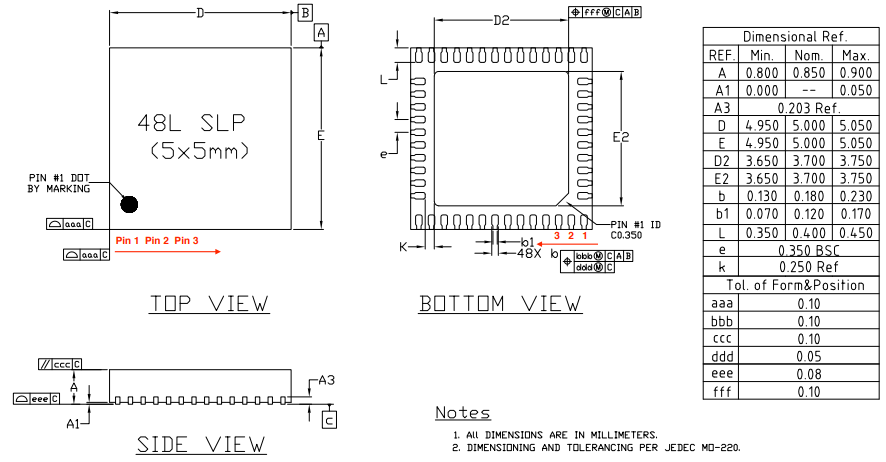 D
B
A
48L SLP
(5x5mm)
E
PIN #1 DOT
BY MARKING
aaa C
aaa C
Pin 1 Pin 2 Pin 3
TOP VIEW
D2
fff Ⓜ C A B
L
e
E2
K
PIN #1 ID
C0.350
3 2 1
b1
48X b
bbb Ⓜ C A B
ddd Ⓜ C
BOTTOM VIEW
// ccc C
A
eee C
A1
A3
C
SIDE VIEW
Notes
1. All DIMENSIONS ARE IN MILLIMETERS.
2. DIMENSIONING AND TOLERANCING PER JEDEC MO-220.
Dimensional Ref.
REF. Min. Nom. Max.
A 0.800 0.850 0.900
A1 0.000 -- 0.050
A3 0.203 Ref.
D 4.950 5.000 5.050
E 4.950 5.000 5.050
D2 3.650 3.700 3.750
E2 3.650 3.700 3.750
b 0.130 0.180 0.230
b1 0.070 0.120 0.170
L 0.350 0.400 0.450
e 0.350 BSC
k 0.250 Ref
Tol. of Form&Position
aaa 0.10
bbb 0.10
ccc 0.10
ddd 0.05
eee 0.08
fff 0.10